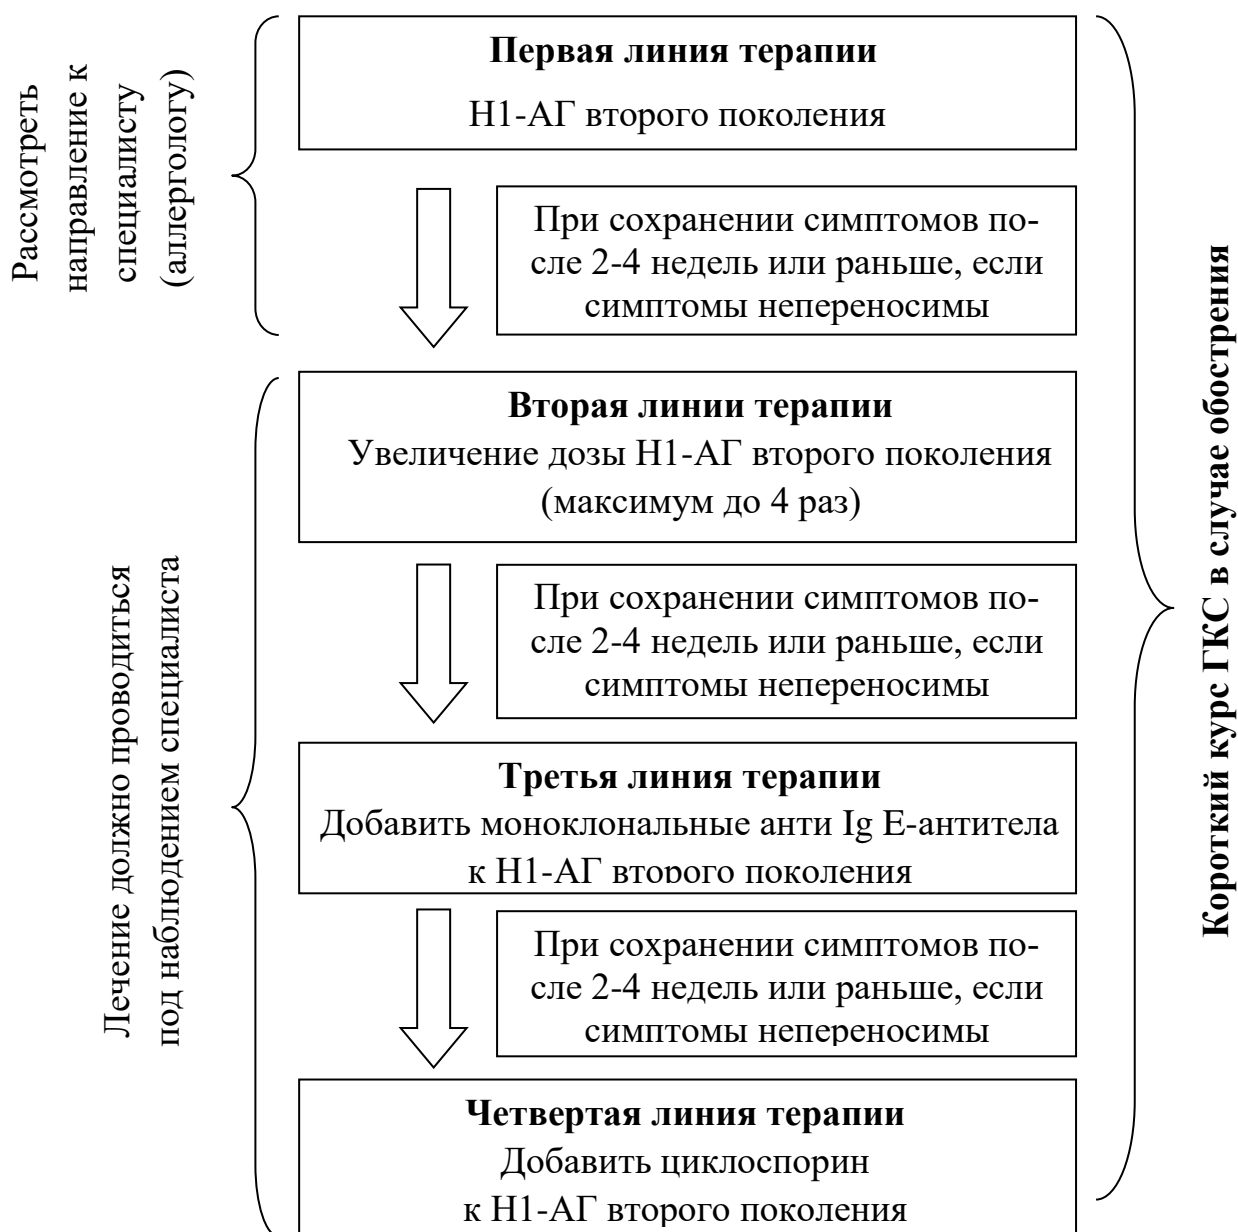 Рассмотреть
направление к
специалисту
(аллергологу)
Первая линия терапии
Н1-АГ второго поколения
При сохранении симптомов по-
сле 2-4 недель или раньше, если
симптомы непереносимы
Вторая линии терапии
Увеличение дозы Н1-АГ второго поколения
(максимум до 4 раз)
При сохранении симптомов по-
сле 2-4 недель или раньше, если
симптомы непереносимы
Третья линия терапии
Добавить моноклональные анти Ig E-антитела
к Н1-АГ второго поколения
При сохранении симптомов по-
сле 2-4 недель или раньше, если
симптомы непереносимы
Четвертая линия терапии
Добавить циклоспорин
к Н1-АГ второго поколения
Лечение должно проводиться
под наблюдением специалиста
Короткий курс ГКС в случае обострения